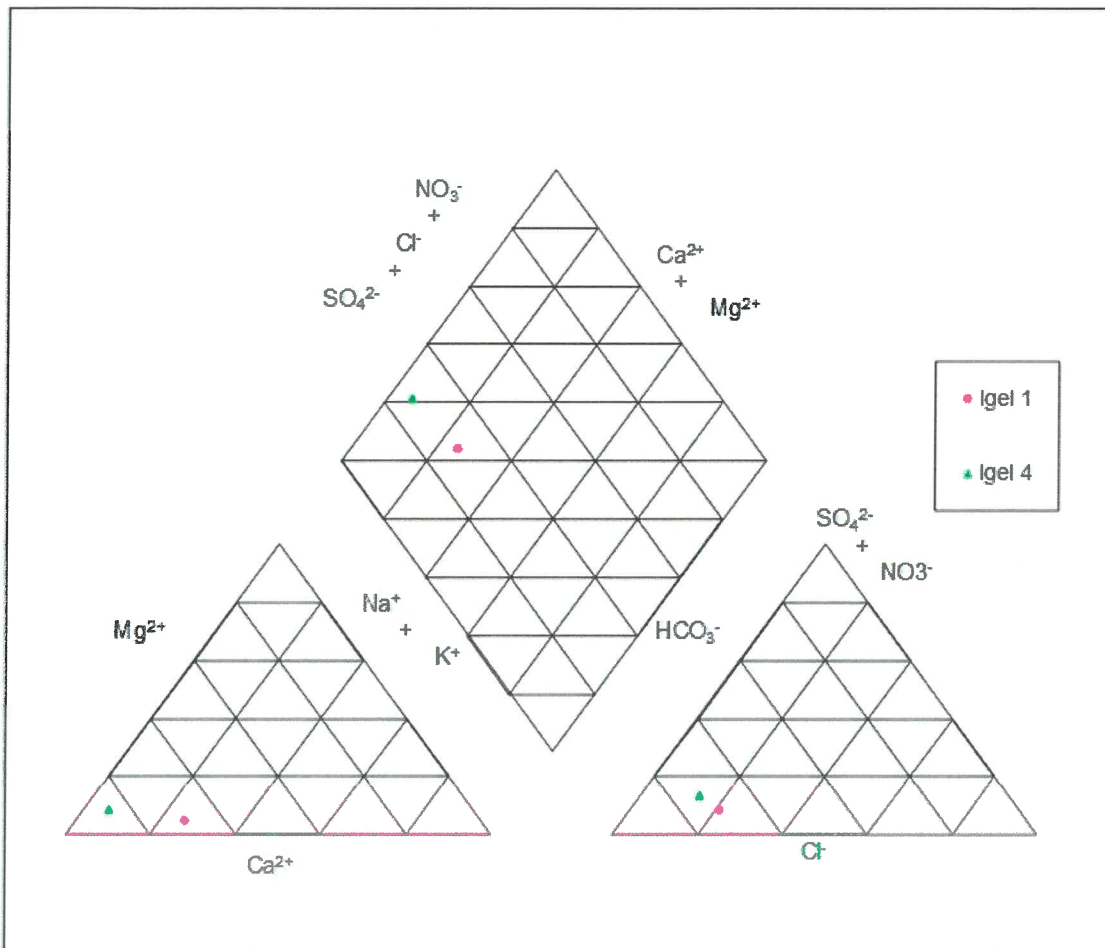 NO₃⁻
+
Cl⁻
+
SO₄²⁻
Ca²⁺
+
Mg²⁺
Igel 1
Igel 4
SO₄²⁻
+
NO3⁻
Mg²⁺
Na⁺
+
K⁺
HCO₃⁻
Ca²⁺
Cl⁻